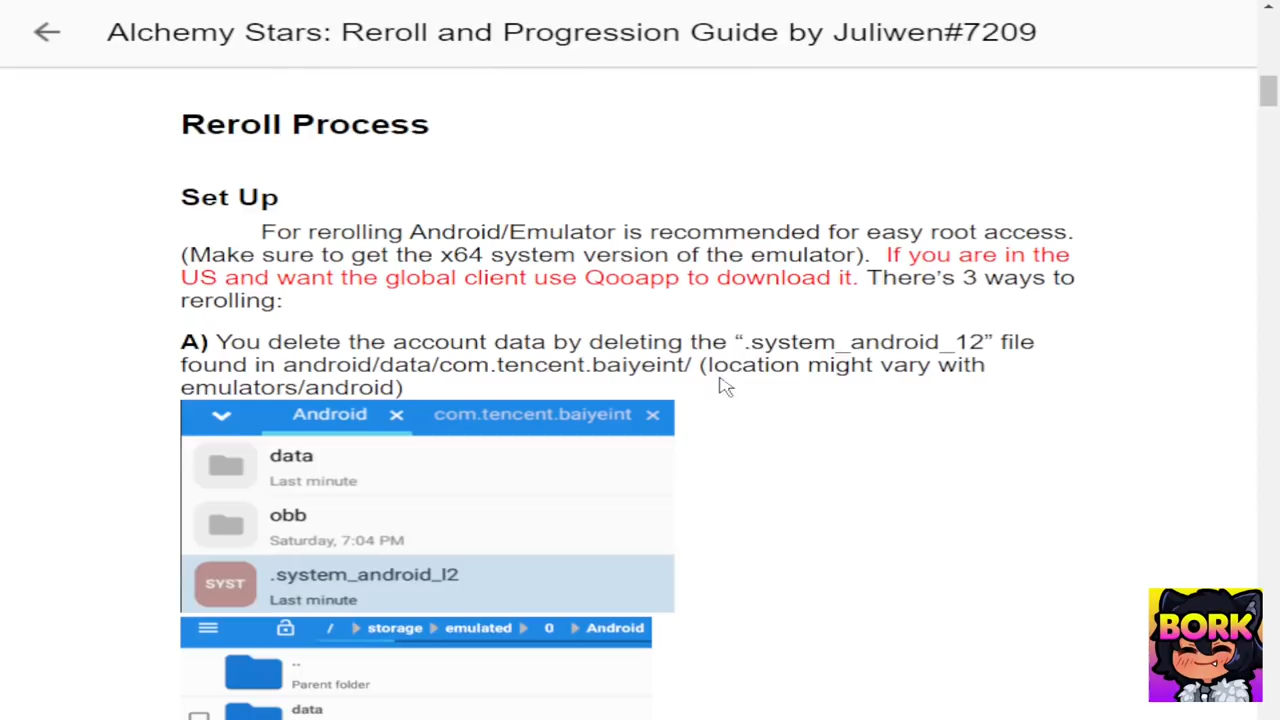 Alchemy Stars: Reroll and Progression Guide by Juliwen#7209
Reroll Process
Set Up
For rerolling Android/Emulator is recommended for easy root access.
(Make sure to get the x64 system version of the emulator). If you are in the
US and want the global client use Qooapp to download it. There's 3 ways to
rerolling:
A) You delete the account data by deleting the “.system_android_12” file
found in android/data/com.tencent.baiyeint/ (location might vary with
emulators/android)
Android com.tencent.baiyeint
data
Last minute
obb
Saturday, 7:04 PM
SYST .system_android_l2
Last minute
/ storage emulated 0 Android
..
Parent folder
data
BORK